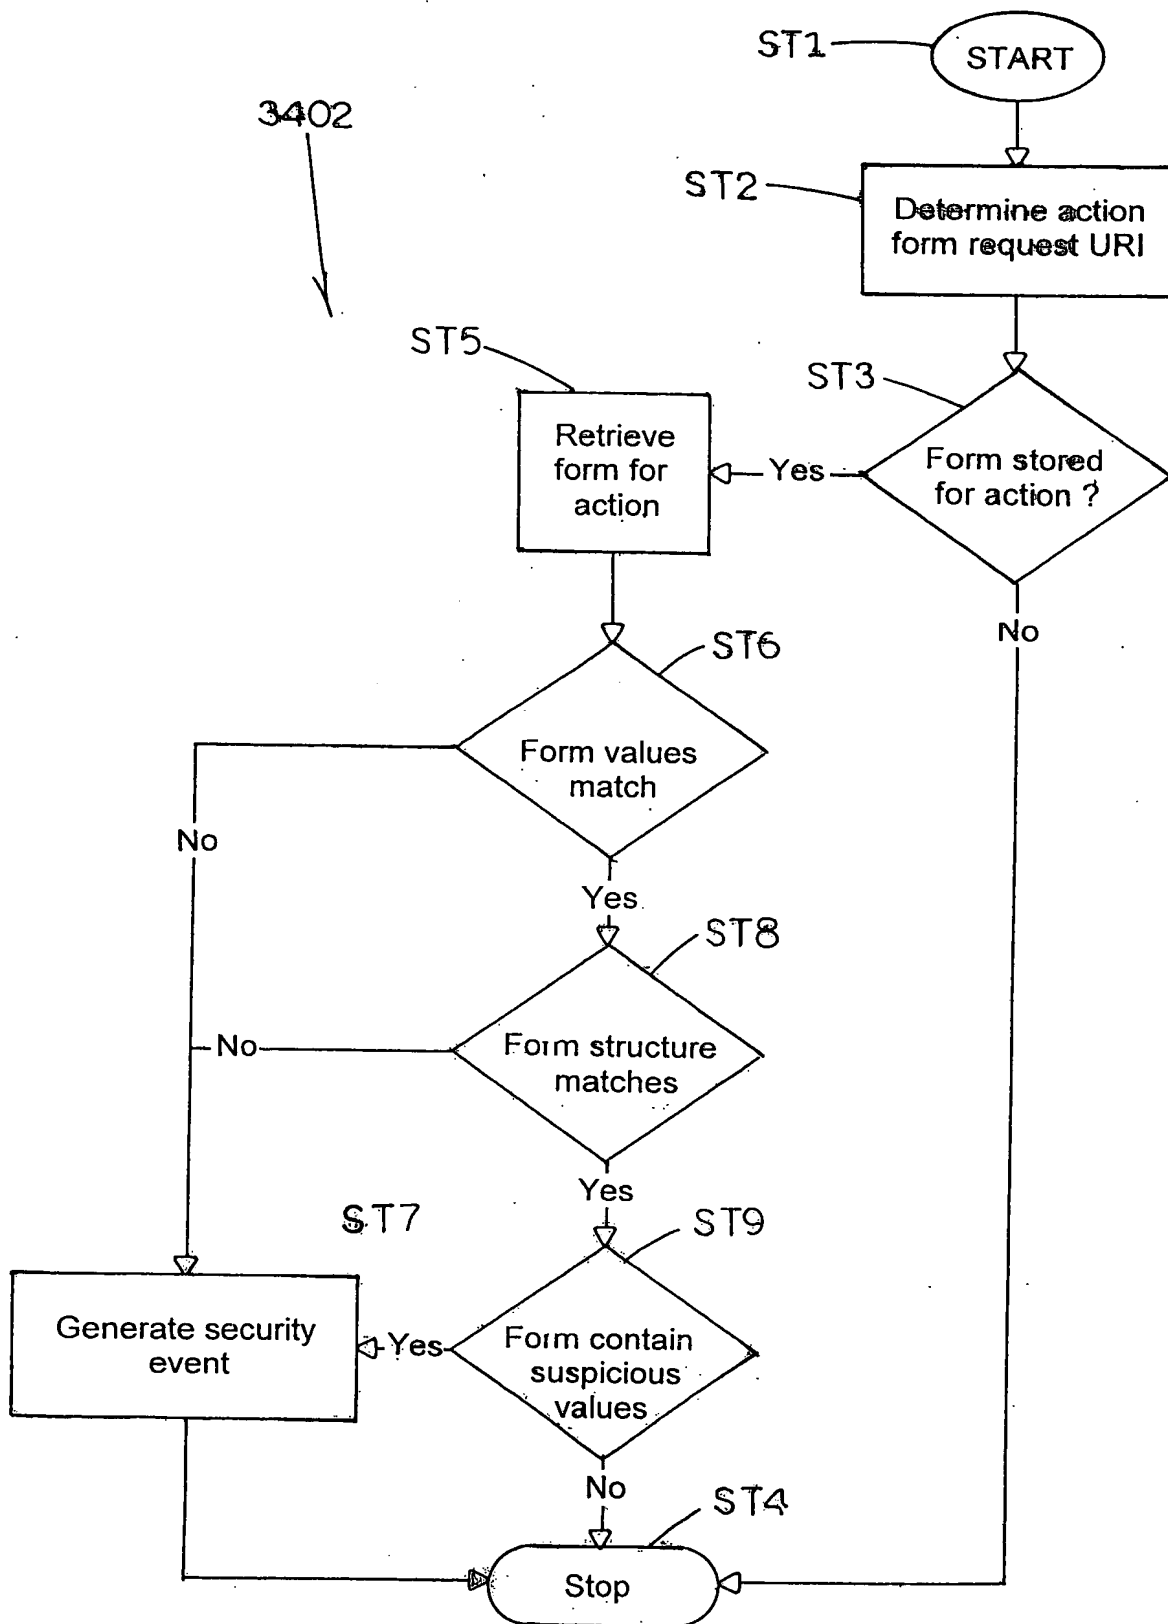 ST1
START
3402
ST2
Determine action
form request URI
ST5
ST3
Retrieve
form for
action
Yes
Form stored
for action ?
No
ST6
Form values
match
No
Yes
ST8
No
Form structure
matches
Yes
ST7
ST9
Generate security
event
Yes
Form contain
suspicious
values
No
ST4
Stop